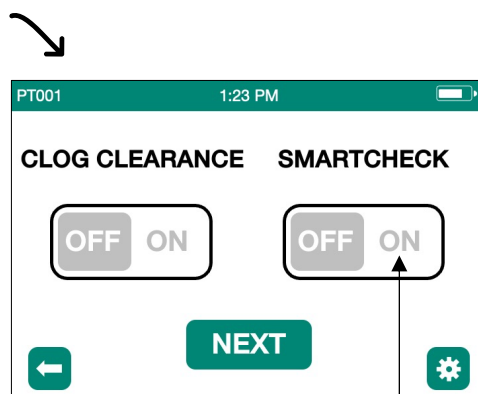 PT001 1:23 PM
CLOG CLEARANCE SMARTCHECK
OFF ON OFF ON
NEXT